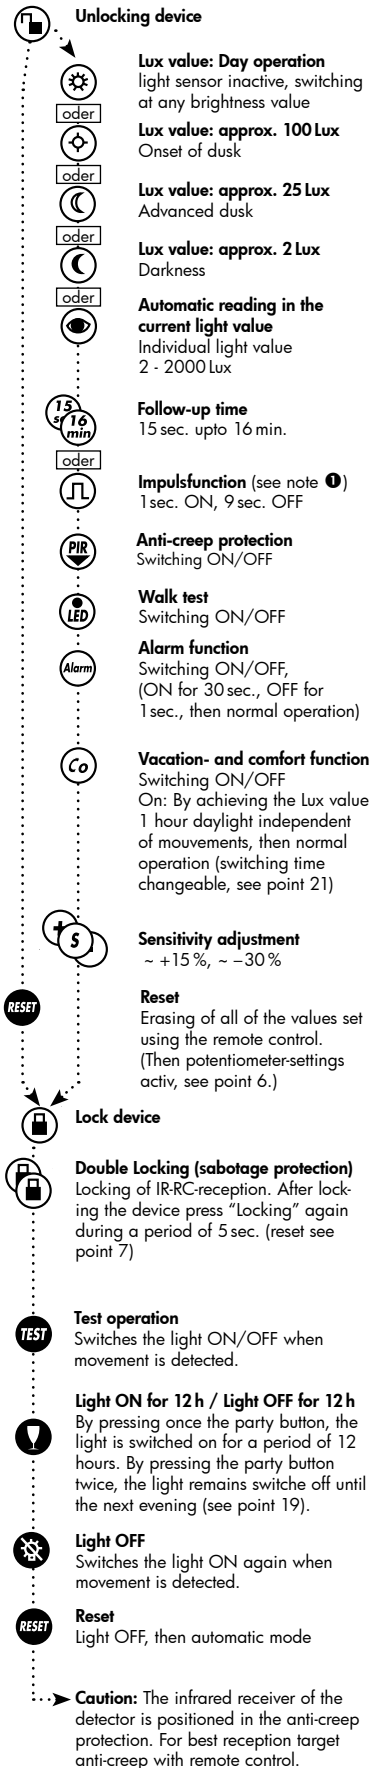 Unlocking device
Lux value: Day operation
light sensor inactive, switching
at any brightness value
oder
Lux value: approx. 100 Lux
Onset of dusk
oder
Lux value: approx. 25 Lux
Advanced dusk
oder
Lux value: approx. 2 Lux
Darkness
oder
Automatic reading in the
current light value
Individual light value
2 - 2000 Lux
15
16
min
Follow-up time
15 sec. upto 16 min.
oder
Impulsfunction (see note ❶)
1 sec. ON, 9 sec. OFF
PIR
Anti-creep protection
Switching ON/OFF
LED
Walk test
Switching ON/OFF
Alarm
Alarm function
Switching ON/OFF,
(ON for 30 sec., OFF for
1 sec., then normal operation)
Co
Vacation- and comfort function
Switching ON/OFF
On: By achieving the Lux value
1 hour daylight independent
of mouvements, then normal
operation (switching time
changeable, see point 21)
+
S
Sensitivity adjustment
~ +15 %, ~ –30 %
RESET
Reset
Erasing of all of the values set
using the remote control.
(Then potentiometer-settings
activ, see point 6.)
Lock device
Double Locking (sabotage protection)
Locking of IR-RC-reception. After lock-
ing the device press “Locking” again
during a period of 5 sec. (reset see
point 7)
TEST
Test operation
Switches the light ON/OFF when
movement is detected.
Light ON for 12 h / Light OFF for 12 h
By pressing once the party button, the
light is switched on for a period of 12
hours. By pressing the party button
twice, the light remains switche off until
the next evening (see point 19).
Light OFF
Switches the light ON again when
movement is detected.
RESET
Reset
Light OFF, then automatic mode
Caution: The infrared receiver of the
detector is positioned in the anti-creep
protection. For best reception target
anti-creep with remote control.